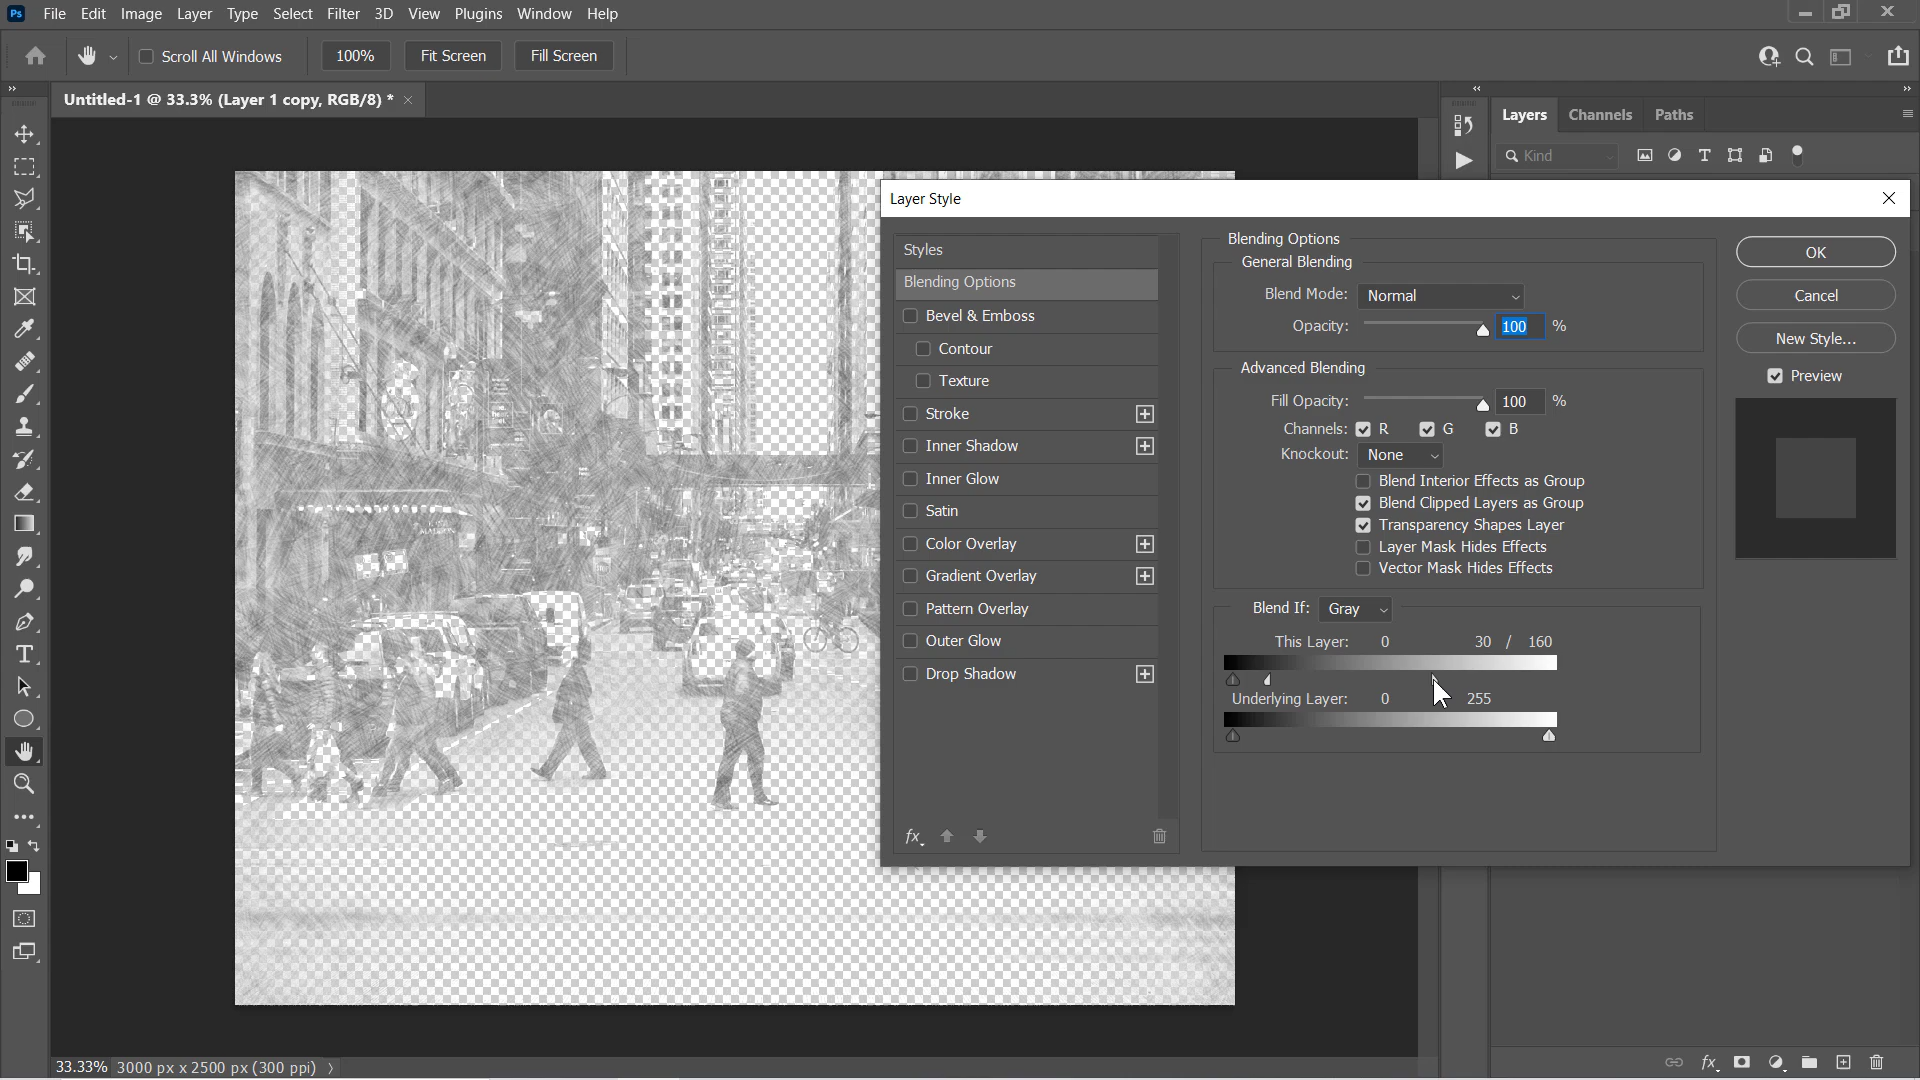 Ps File Edit Image Layer Type Select Filter 3D View Plugins Window Help
Scroll All Windows 100% Fit Screen Fill Screen
Untitled-1 @ 33.3% (Layer 1 copy, RGB/8) *
Layers Channels Paths
Kind
Layer Style
Styles
Blending Options
Bevel & Emboss
Contour
Texture
Stroke
Inner Shadow
Inner Glow
Satin
Color Overlay
Gradient Overlay
Pattern Overlay
Outer Glow
Drop Shadow
fx
Blending Options
General Blending
Blend Mode: Normal
Opacity: 100 %
Advanced Blending
Fill Opacity: 100 %
Channels: R G B
Knockout: None
Blend Interior Effects as Group
Blend Clipped Layers as Group
Transparency Shapes Layer
Layer Mask Hides Effects
Vector Mask Hides Effects
Blend If: Gray
This Layer: 0 30 / 160
Underlying Layer: 0 255
OK
Cancel
New Style...
Preview
33.33% 3000 px x 2500 px (300 ppi)
fx